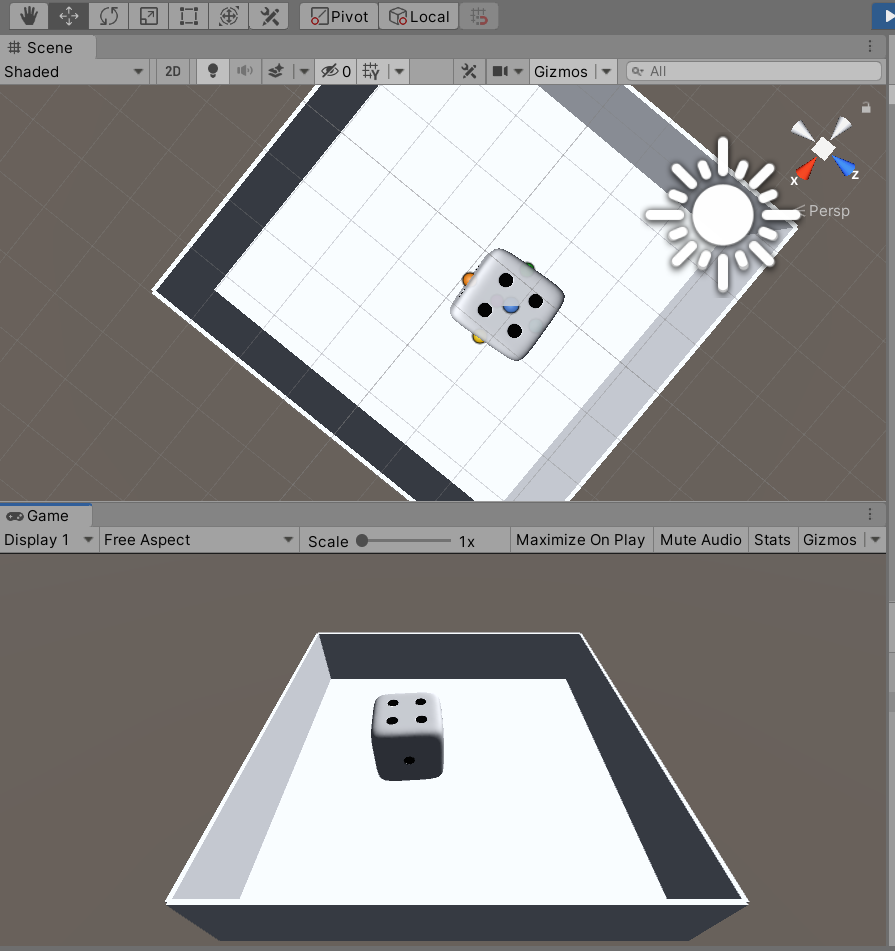 Pivot Local
Scene
Shaded 2D 0 Gizmos All
x z
Persp
Game
Display 1 Free Aspect Scale 1x Maximize On Play Mute Audio Stats Gizmos